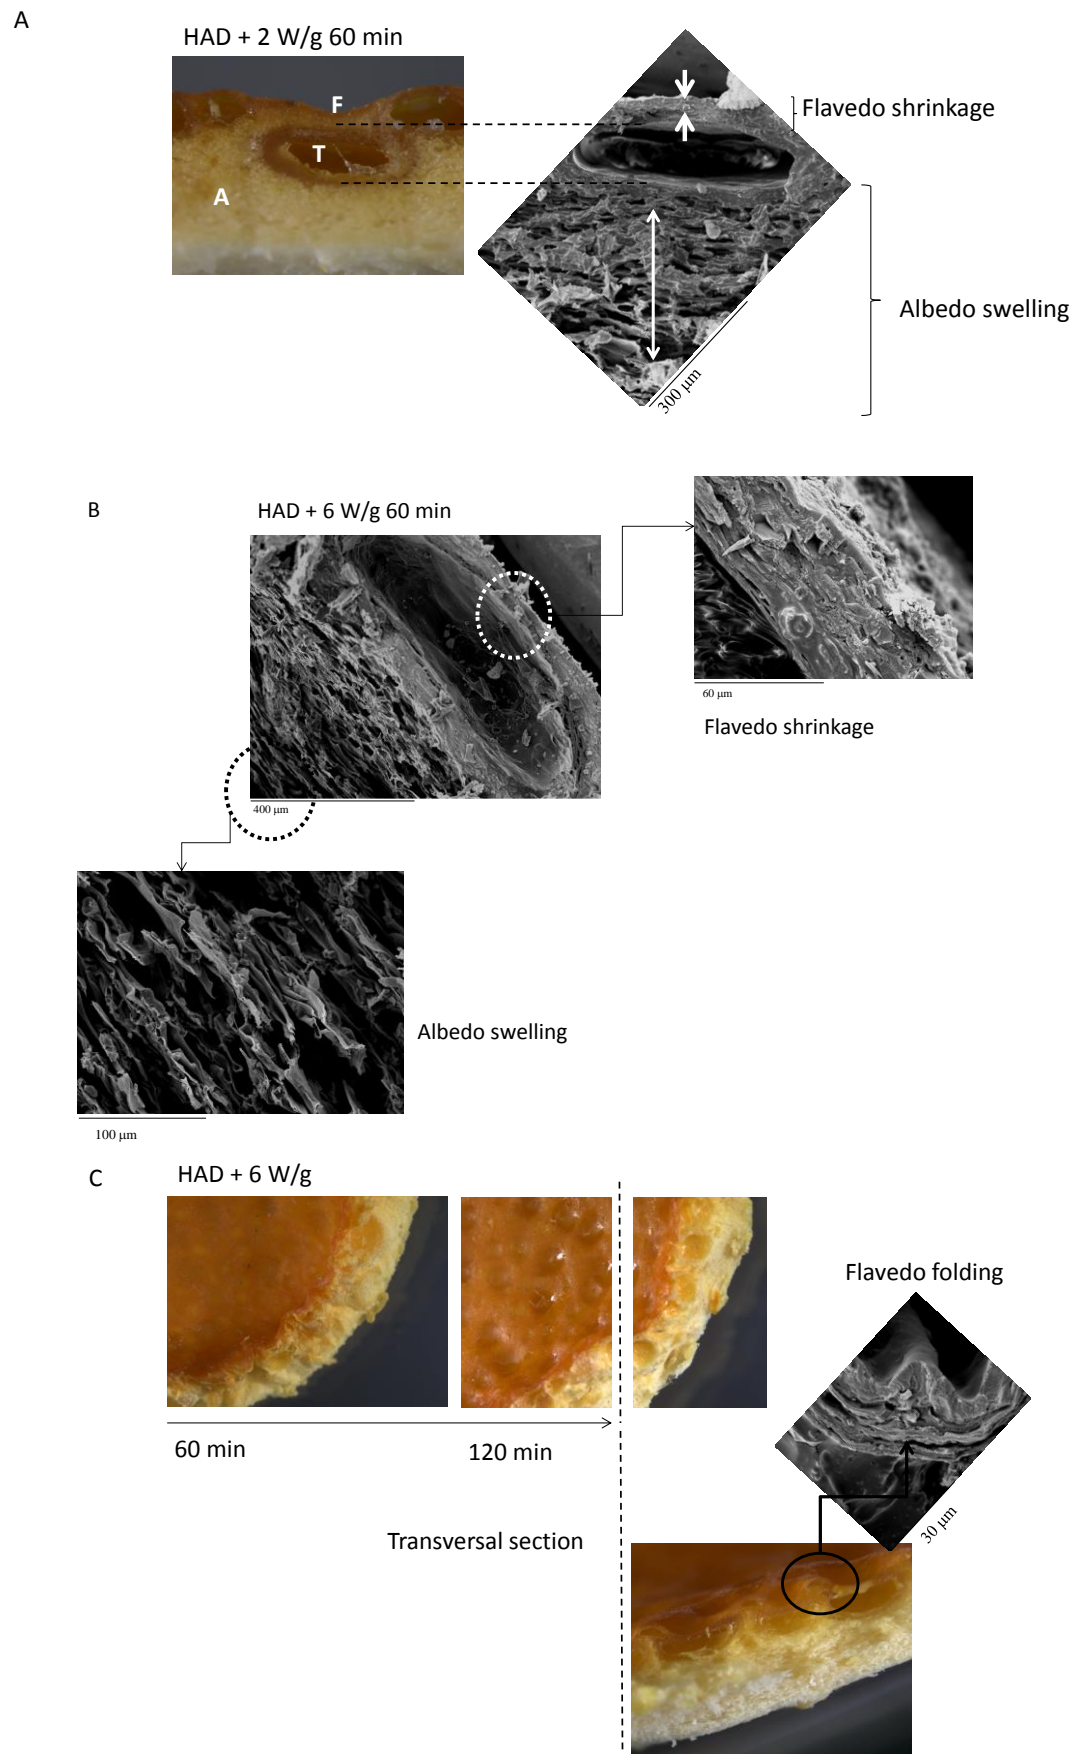 A
HAD + 2 W/g 60 min
F
T
A
Flavedo shrinkage
Albedo swelling
300 µm
B
HAD + 6 W/g 60 min
60 µm
Flavedo shrinkage
400 µm
Albedo swelling
100 µm
C
HAD + 6 W/g
Flavedo folding
60 min
120 min
30 µm
Transversal section